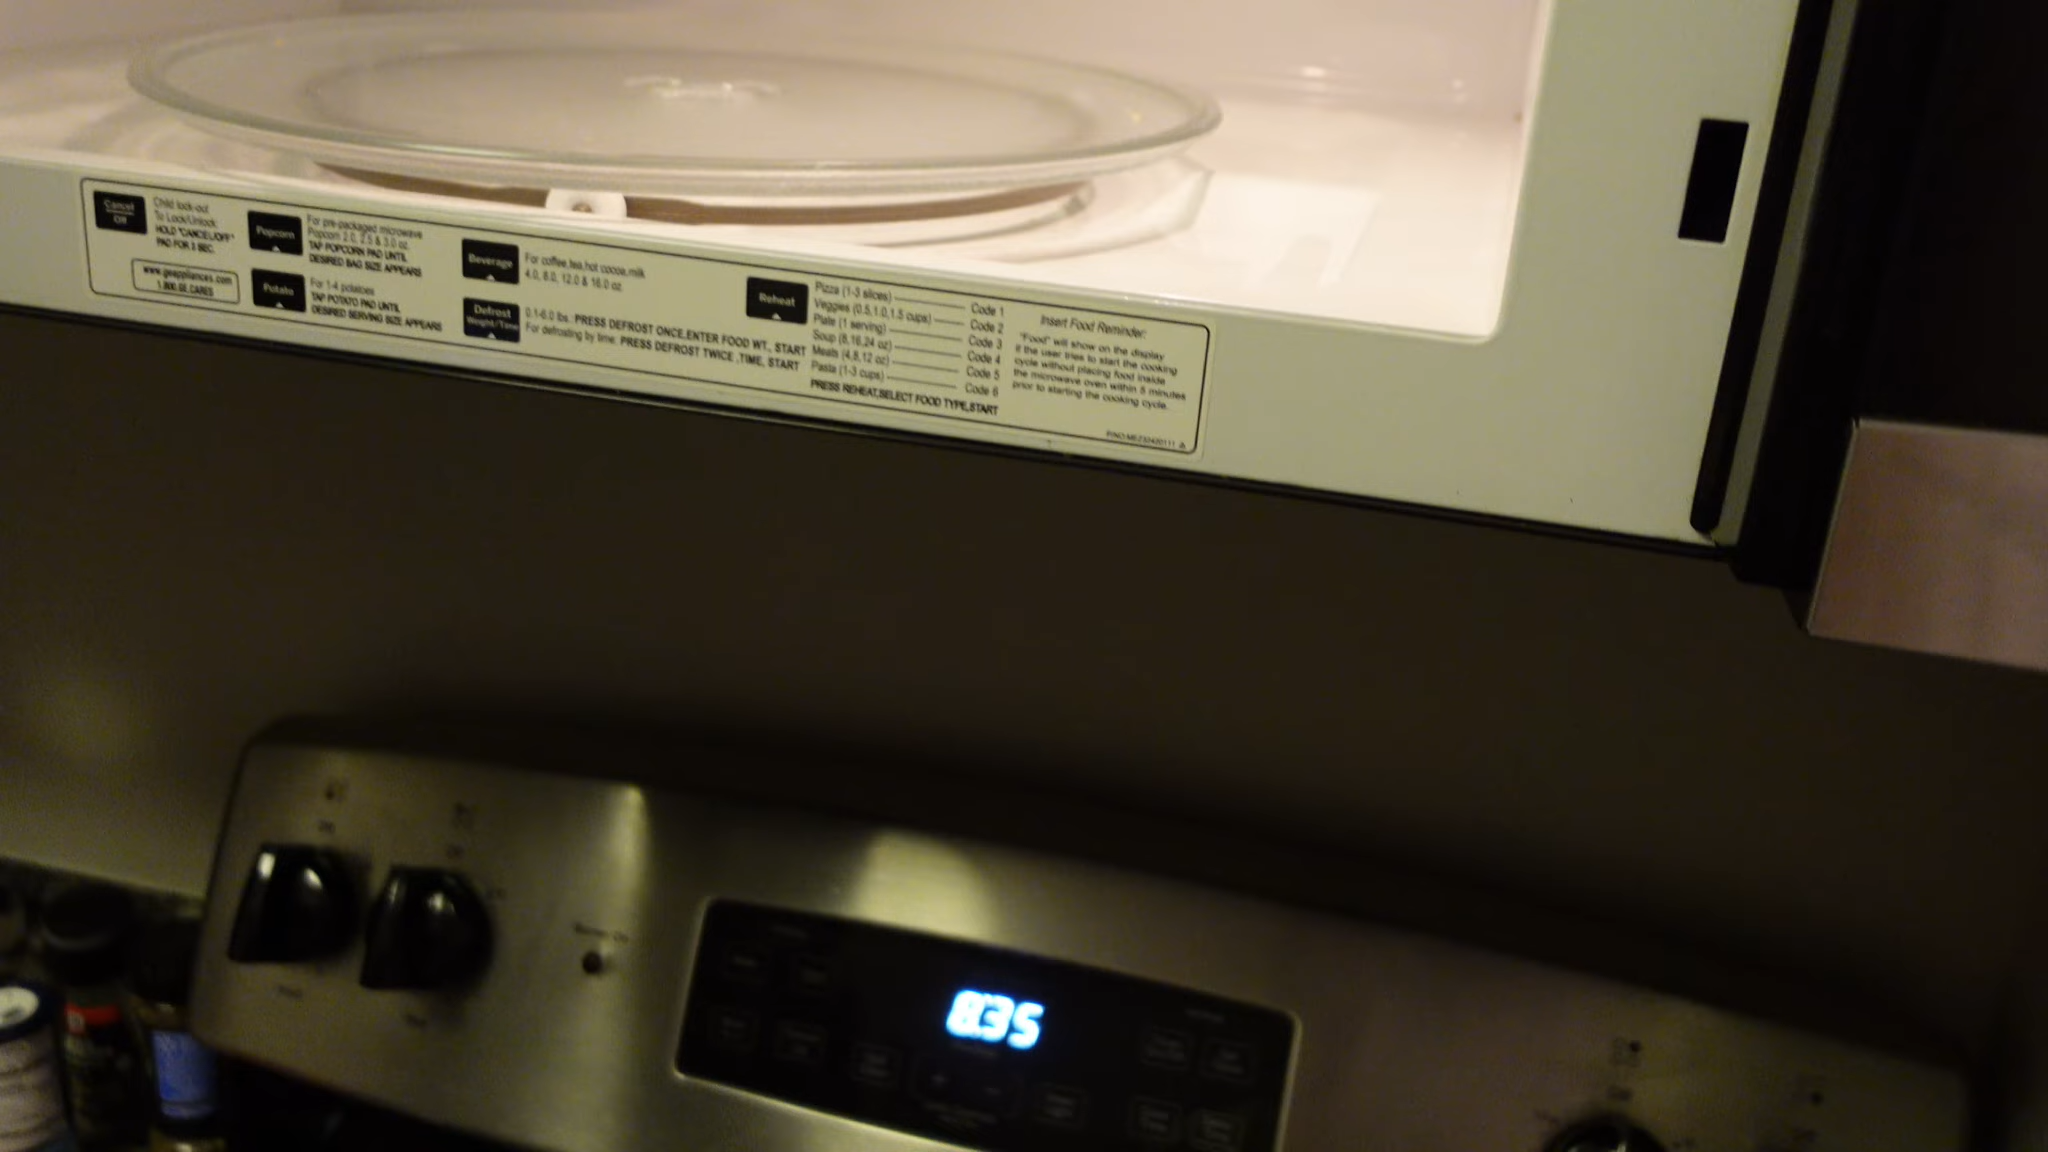 Cancel
Off
Child lock-out
To Lock/Unlock:
HOLD "CANCEL/OFF"
PAD FOR 3 SEC.
www.geappliances.com
1.800.GE.CARES
Popcorn
For pre-packaged microwave
Popcorn 2.0, 2.5 & 3.0 oz.
TAP POPCORN PAD UNTIL
DESIRED BAG SIZE APPEARS
Potato
For 1-4 potatoes
TAP POTATO PAD UNTIL
DESIRED SERVING SIZE APPEARS
Beverage
For coffee,tea,hot cocoa,milk
4.0, 8.0, 12.0 & 16.0 oz
Defrost
Weight/Time
0.1-6.0 lbs.: PRESS DEFROST ONCE,ENTER FOOD WT., START
For defrosting by time: PRESS DEFROST TWICE ,TIME, START
Reheat
Pizza (1-3 slices) Code 1
Veggies (0.5,1.0,1.5 cups) Code 2
Plate (1 serving) Code 3
Soup (8,16,24 oz) Code 4
Meats (4,8,12 oz) Code 5
Pasta (1-3 cups) Code 6
PRESS REHEAT,SELECT FOOD TYPE,START
Insert Food Reminder:
"Food" will show on the display
if the user tries to start the cooking
cycle without placing food inside
the microwave oven within 5 minutes
prior to starting the cooking cycle.
8:35